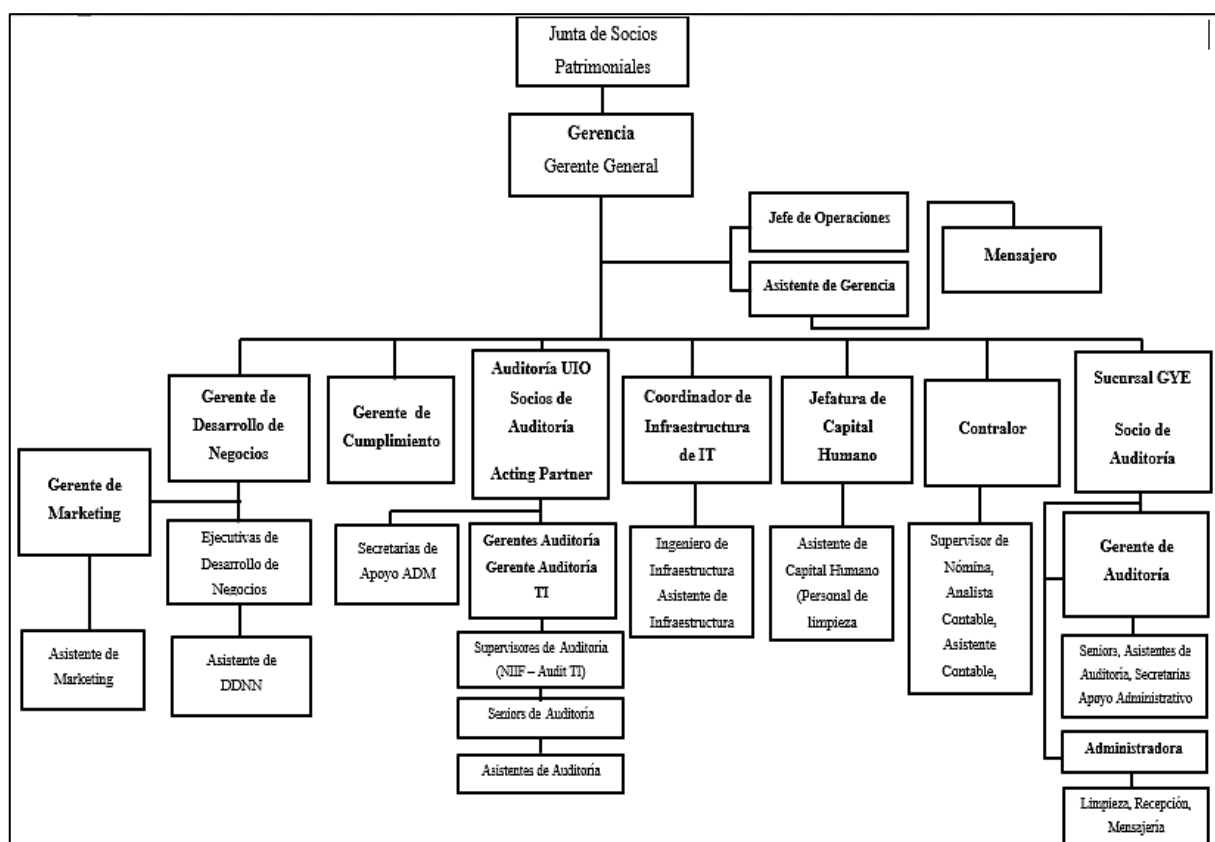 Junta de Socios
Patrimoniales
Gerencia
Gerente General
Jefe de Operaciones
Asistente de Gerencia
Mensajero
Gerente de
Desarrollo de
Negocios
Gerente de
Cumplimiento
Auditoría UIO
Socios de
Auditoría
Acting Partner
Coordinador de
Infraestructura
de IT
Jefatura de
Capital
Humano
Contralor
Sucursal GYE
Socio de
Auditoría
Gerente de
Marketing
Ejecutivas de
Desarrollo de
Negocios
Secretarias de
Apoyo ADM
Gerentes Auditoría
Gerente Auditoría
TI
Ingeniero de
Infraestructura
Asistente de
Infraestructura
Asistente de
Capital Humano
(Personal de
limpieza
Supervisor de
Nómina,
Analista
Contable,
Asistente
Contable,
Gerente de
Auditoría
Asistente de
Marketing
Asistente de
DDNN
Supervisores de Auditoría
(NIIF – Audit TI)
Seniors de Auditoría
Asistentes de Auditoría
Seniors, Asistentes de
Auditoría, Secretarias
Apoyo Administrativo
Administradora
Limpieza, Recepción,
Mensajería